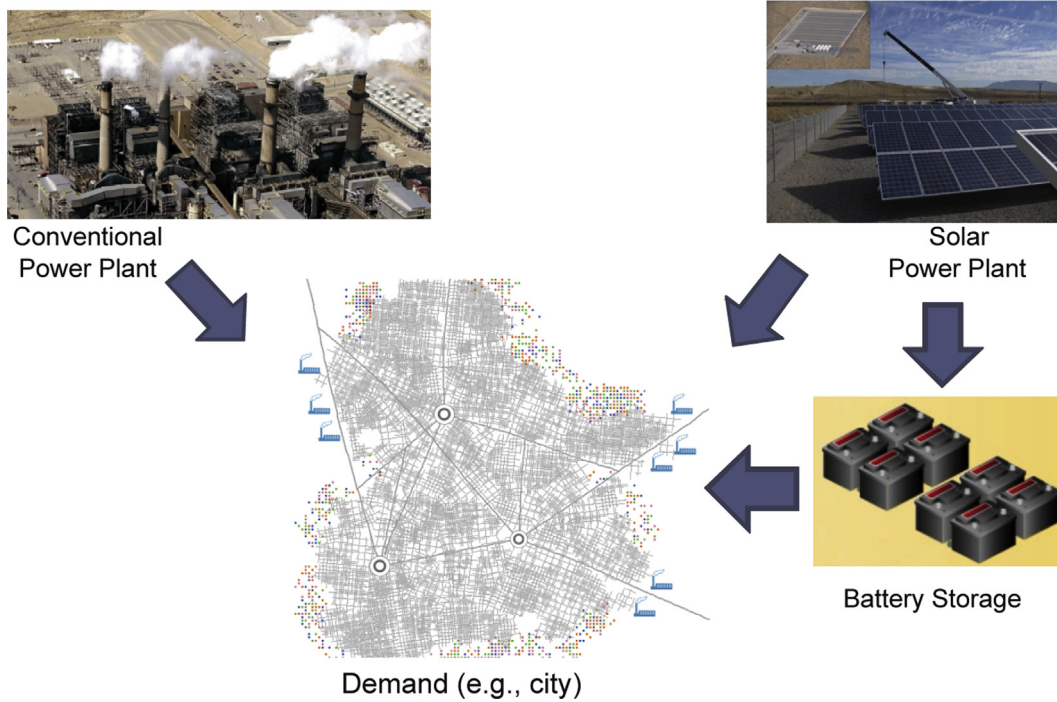 Conventional
Power Plant
Solar
Power Plant
Battery Storage
Demand (e.g., city)